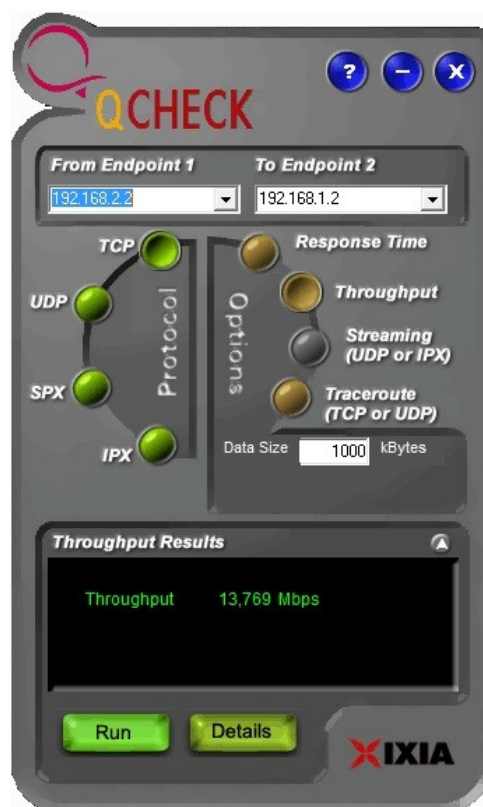 QCHECK
? – X
From Endpoint 1 To Endpoint 2
192.168.2.2 192.168.1.2
TCP Response Time
UDP Throughput
Protocol Options
Streaming
(UDP or IPX)
SPX Traceroute
(TCP or UDP)
IPX
Data Size 1000 kBytes
Throughput Results
Throughput 13,769 Mbps
Run Details
IXIA